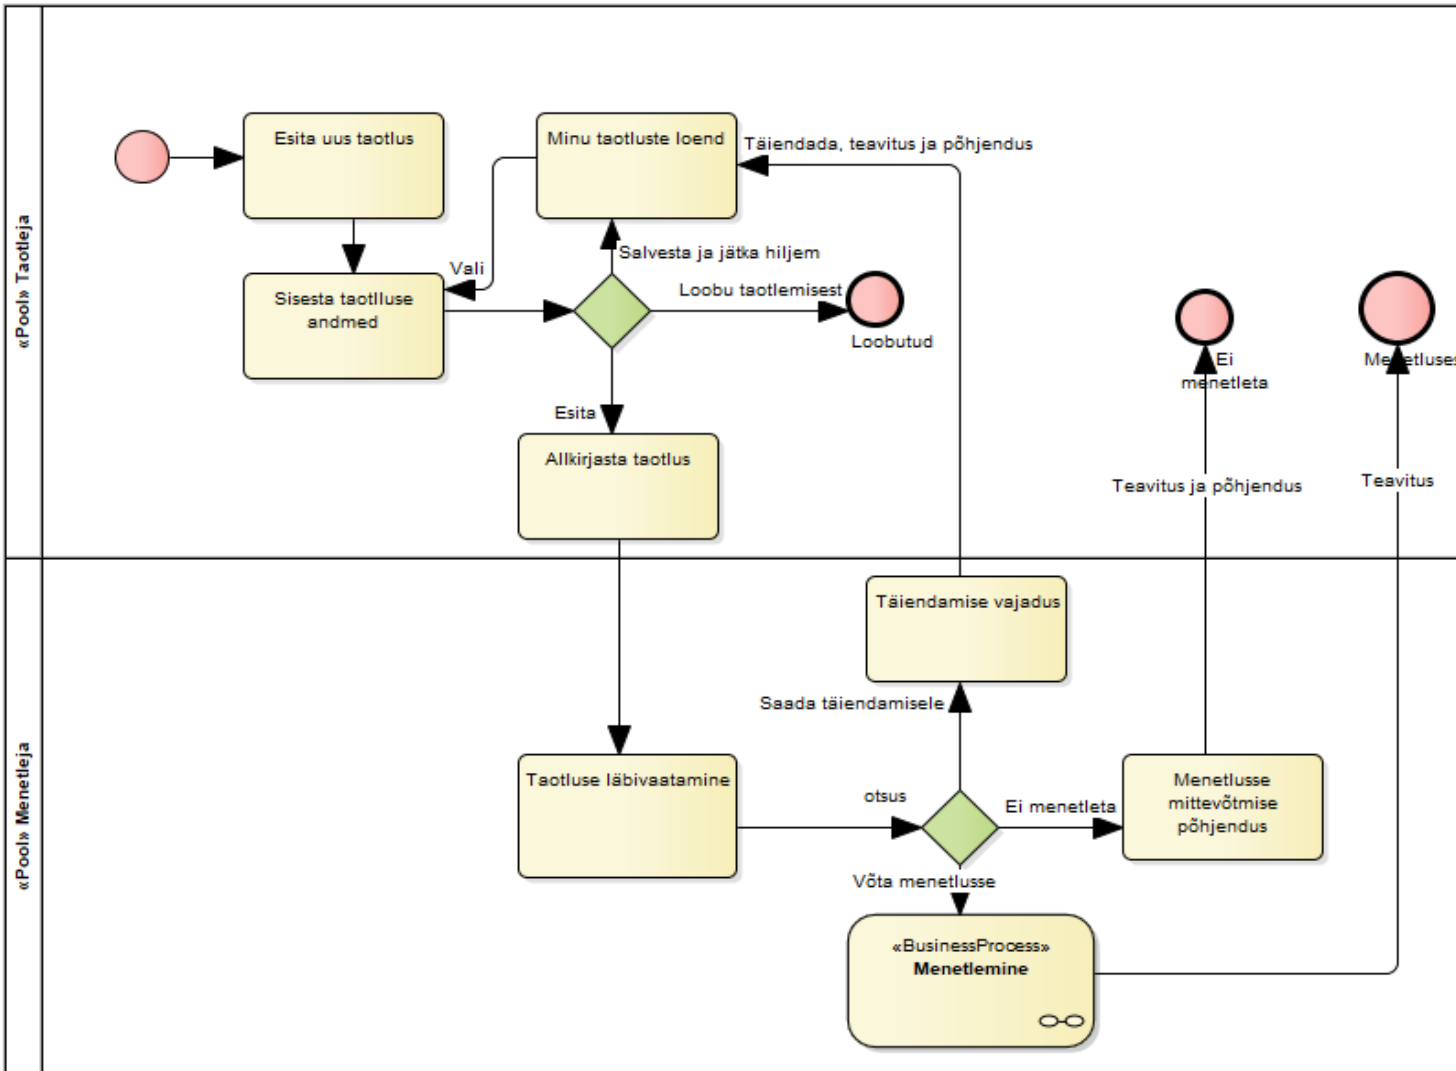 «Pool» Taotleja
Esita uus taotlus
Minu taotluste loend
Täiendada, teavitus ja põhjendus
Salvesta ja jätka hiljem
Vali
Sisesta taotlluse
andmed
Loobu taotlemisest
Loobutud
Ei
menetleta
Menetluses
Esita
Allkirjasta taotlus
Teavitus ja põhjendus
Teavitus
«Pool» Menetleja
Täiendamise vajadus
Saada täiendamisele
Taotluse läbivaatamine
otsus
Ei menetleta
Menetlusse
mittevõtmise
põhjendus
Võta menetlusse
«BusinessProcess»
Menetlemine